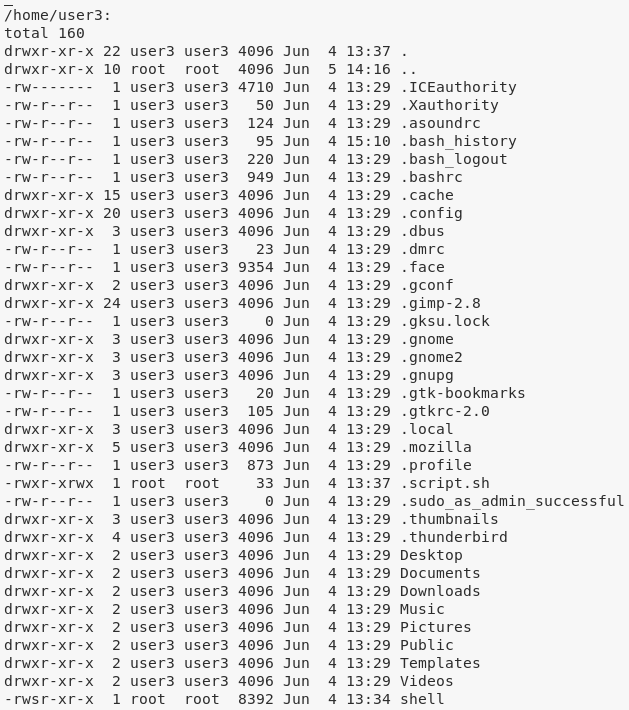 /home/user3:
total 160
drwxr-xr-x 22 user3 user3 4096 Jun  4 13:37 .
drwxr-xr-x 10 root  root  4096 Jun  5 14:16 ..
-rw-------  1 user3 user3 4710 Jun  4 13:29 .ICEauthority
-rw-r--r--  1 user3 user3   50 Jun  4 13:29 .Xauthority
-rw-r--r--  1 user3 user3  124 Jun  4 13:29 .asoundrc
-rw-r--r--  1 user3 user3   95 Jun  4 15:10 .bash_history
-rw-r--r--  1 user3 user3  220 Jun  4 13:29 .bash_logout
-rw-r--r--  1 user3 user3  949 Jun  4 13:29 .bashrc
drwxr-xr-x 15 user3 user3 4096 Jun  4 13:29 .cache
drwxr-xr-x 20 user3 user3 4096 Jun  4 13:29 .config
drwxr-xr-x  3 user3 user3 4096 Jun  4 13:29 .dbus
-rw-r--r--  1 user3 user3   23 Jun  4 13:29 .dmrc
-rw-r--r--  1 user3 user3 9354 Jun  4 13:29 .face
drwxr-xr-x  2 user3 user3 4096 Jun  4 13:29 .gconf
drwxr-xr-x 24 user3 user3 4096 Jun  4 13:29 .gimp-2.8
-rw-r--r--  1 user3 user3    0 Jun  4 13:29 .gksu.lock
drwxr-xr-x  3 user3 user3 4096 Jun  4 13:29 .gnome
drwxr-xr-x  3 user3 user3 4096 Jun  4 13:29 .gnome2
drwxr-xr-x  3 user3 user3 4096 Jun  4 13:29 .gnupg
-rw-r--r--  1 user3 user3   20 Jun  4 13:29 .gtk-bookmarks
-rw-r--r--  1 user3 user3  105 Jun  4 13:29 .gtkrc-2.0
drwxr-xr-x  3 user3 user3 4096 Jun  4 13:29 .local
drwxr-xr-x  5 user3 user3 4096 Jun  4 13:29 .mozilla
-rw-r--r--  1 user3 user3  873 Jun  4 13:29 .profile
-rwxr-xrwx  1 root  root    33 Jun  4 13:37 .script.sh
-rw-r--r--  1 user3 user3    0 Jun  4 13:29 .sudo_as_admin_successful
drwxr-xr-x  3 user3 user3 4096 Jun  4 13:29 .thumbnails
drwxr-xr-x  4 user3 user3 4096 Jun  4 13:29 .thunderbird
drwxr-xr-x  2 user3 user3 4096 Jun  4 13:29 Desktop
drwxr-xr-x  2 user3 user3 4096 Jun  4 13:29 Documents
drwxr-xr-x  2 user3 user3 4096 Jun  4 13:29 Downloads
drwxr-xr-x  2 user3 user3 4096 Jun  4 13:29 Music
drwxr-xr-x  2 user3 user3 4096 Jun  4 13:29 Pictures
drwxr-xr-x  2 user3 user3 4096 Jun  4 13:29 Public
drwxr-xr-x  2 user3 user3 4096 Jun  4 13:29 Templates
drwxr-xr-x  2 user3 user3 4096 Jun  4 13:29 Videos
-rwsr-xr-x  1 root  root  8392 Jun  4 13:34 shell